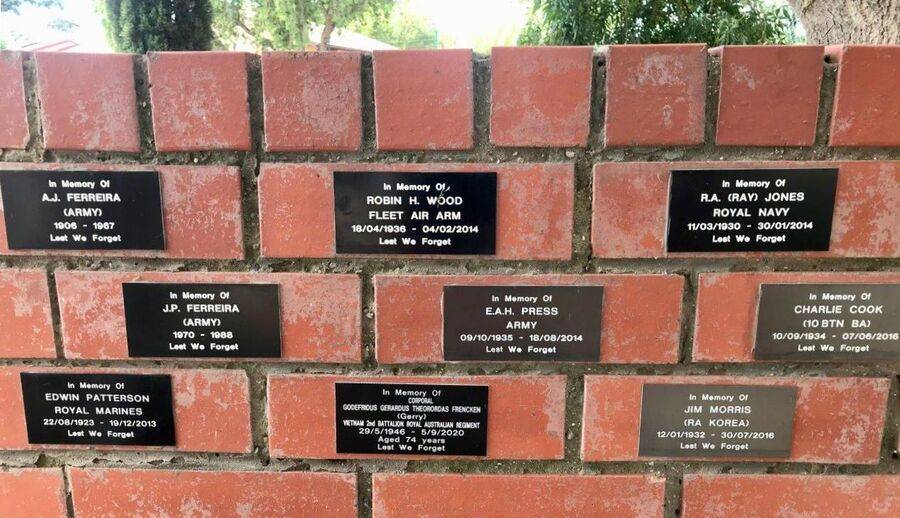 In Memory Of
A.J. FERREIRA
(ARMY)
1906 - 1967
Lest We Forget
In Memory Of
ROBIN H. WOOD
FLEET AIR ARM
18/04/1936 - 04/02/2014
Lest We Forget
In Memory Of
R.A. (RAY) JONES
ROYAL NAVY
11/03/1930 - 30/01/2014
Lest We Forget
In Memory Of
J.P. FERREIRA
(ARMY)
1970 - 1988
Lest We Forget
In Memory Of
E.A.H. PRESS
ARMY
09/10/1935 - 18/08/2014
Lest We Forget
In Memory Of
CHARLIE COOK
(10 BTN BA)
10/09/1934 - 07/06/2016
Lest We Forget
In Memory Of
EDWIN PATTERSON
ROYAL MARINES
22/08/1923 - 19/12/2013
Lest We Forget
In Memory Of
CORPORAL
GODEFRIDUS GERARDUS THEORORDAS FRENCKEN
(Gerry)
VIETNAM 2nd BATTALION ROYAL AUSTRALIAN REGIMENT
29/5/1946 - 5/9/2020
Aged 74 years
Lest We Forget
In Memory Of
JIM MORRIS
(RA KOREA)
12/01/1932 - 30/07/2016
Lest We Forget